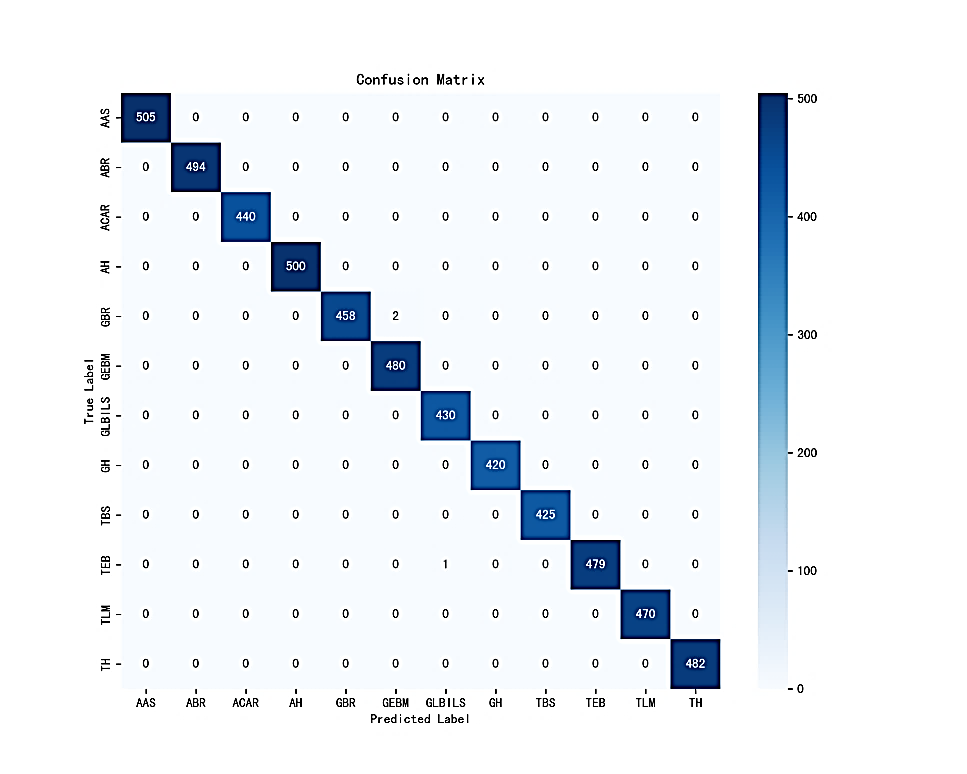 Confusion Matrix
AAS 505 0 0 0 0 0 0 0 0 0 0 0
ABR 0 494 0 0 0 0 0 0 0 0 0 0
ACAR 0 0 440 0 0 0 0 0 0 0 0 0
AH 0 0 0 500 0 0 0 0 0 0 0 0
GBR 0 0 0 0 458 2 0 0 0 0 0 0
GEBM 0 0 0 0 0 480 0 0 0 0 0 0
GLBILS 0 0 0 0 0 0 430 0 0 0 0 0
GH 0 0 0 0 0 0 0 420 0 0 0 0
TBS 0 0 0 0 0 0 0 0 425 0 0 0
TEB 0 0 0 0 0 0 1 0 0 479 0 0
TLM 0 0 0 0 0 0 0 0 0 0 470 0
TH 0 0 0 0 0 0 0 0 0 0 0 482
True Label
AAS ABR ACAR AH GBR GEBM GLBILS GH TBS TEB TLM TH
Predicted Label
500
400
300
200
100
0